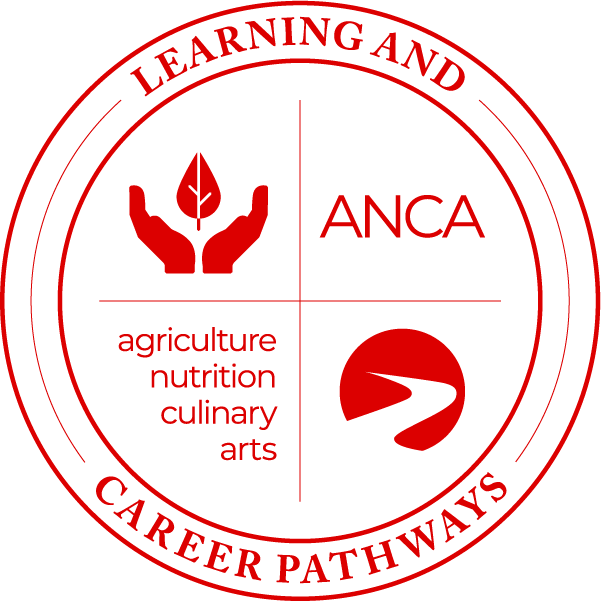 LEARNING AND
ANCA
agriculture
nutrition
culinary
arts
CAREER PATHWAYS